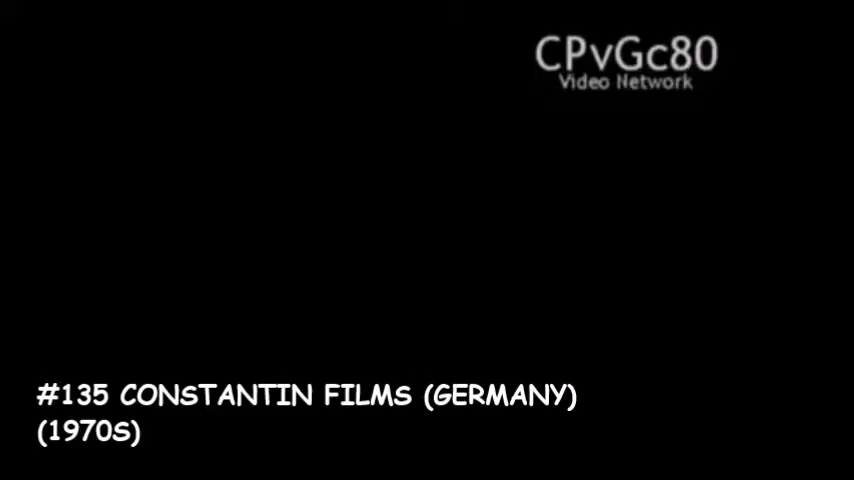 CPvGc80
Video Network
#135 CONSTANTIN FILMS (GERMANY)
(1970S)